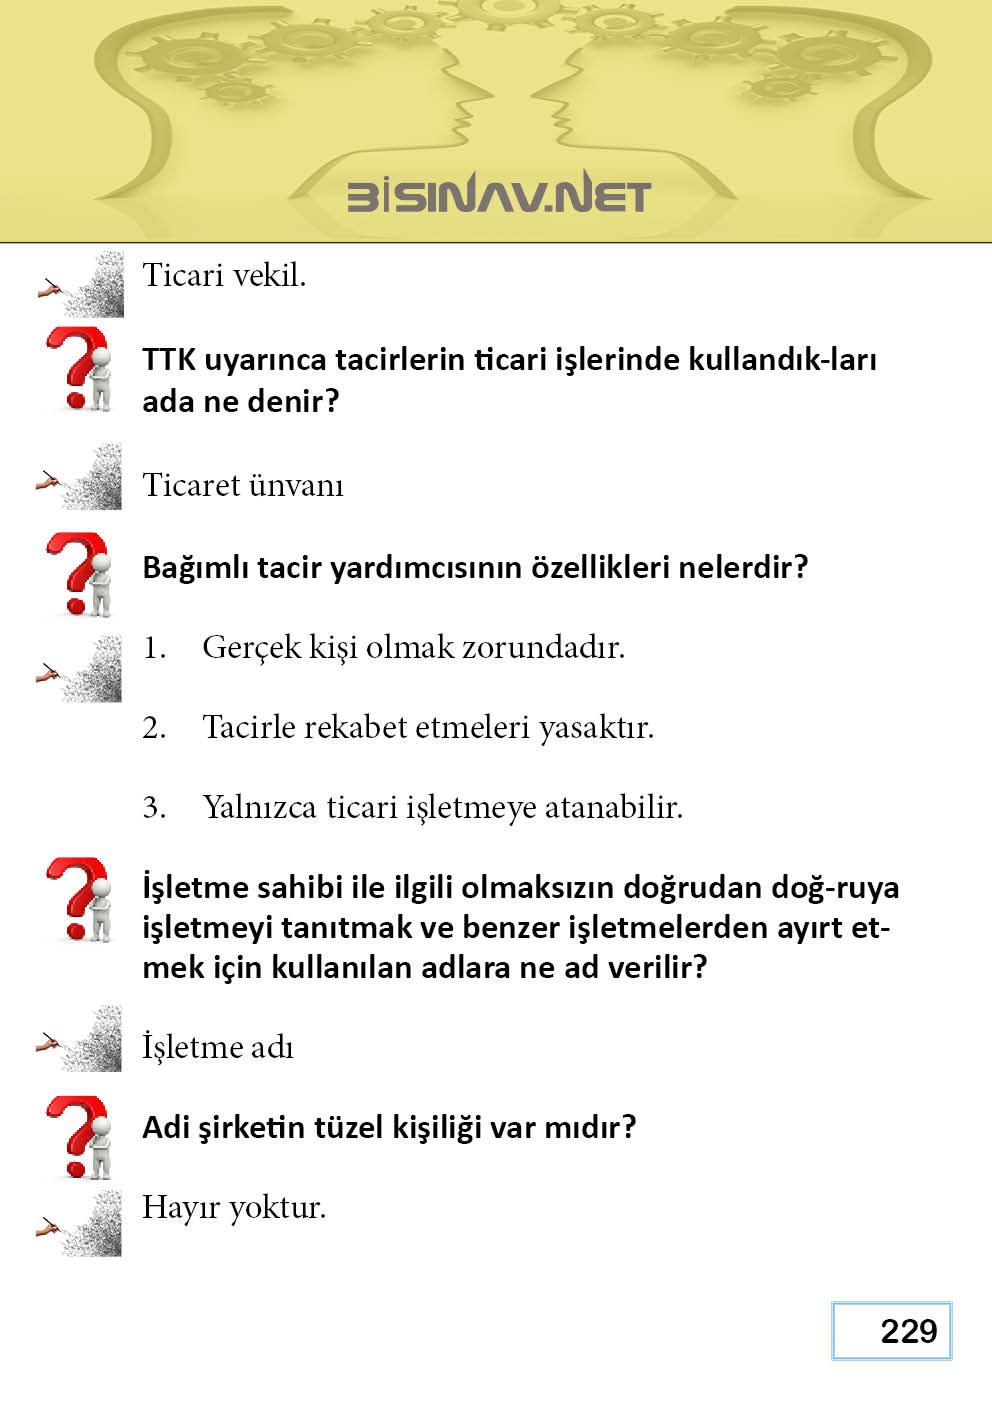 BİSINAV.NET
Ticari vekil.
TTK uyarınca tacirlerin ticari işlerinde kullandık-ları
ada ne denir?
Ticaret ünvanı
Bağımlı tacir yardımcısının özellikleri nelerdir?
1. Gerçek kişi olmak zorundadır.
2. Tacirle rekabet etmeleri yasaktır.
3. Yalnızca ticari işletmeye atanabilir.
İşletme sahibi ile ilgili olmaksızın doğrudan doğ-ruya
işletmeyi tanıtmak ve benzer işletmelerden ayırt et-
mek için kullanılan adlara ne ad verilir?
İşletme adı
Adi şirketin tüzel kişiliği var mıdır?
Hayır yoktur.
229